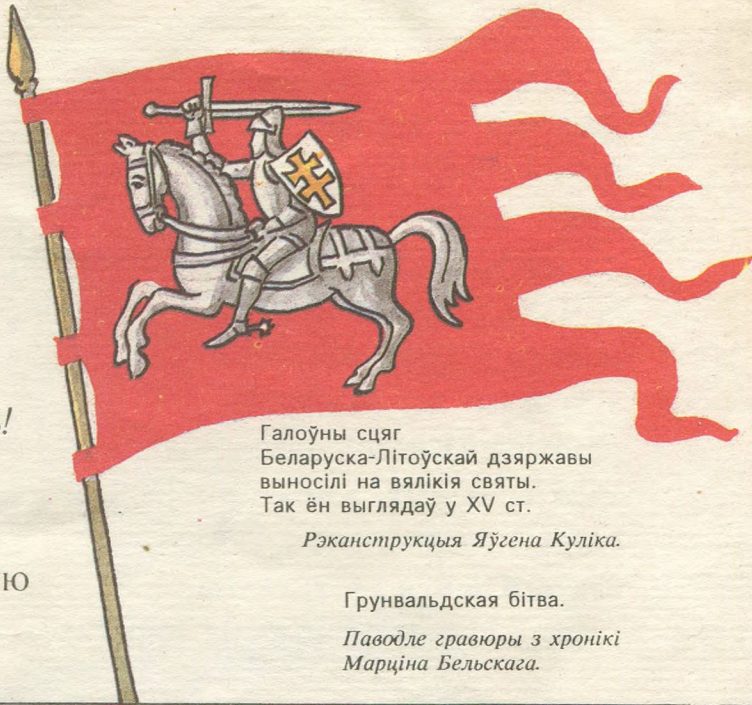 !
Галоўны сцяг
Беларуска-Літоўскай дзяржавы
выносілі на вялікія святы.
Так ён выглядаў у XV ст.
Рэканструкцыя Яўгена Куліка.
ю
Грунвальдская бітва.
Паводле гравюры з хронікі
Марціна Бельскага.